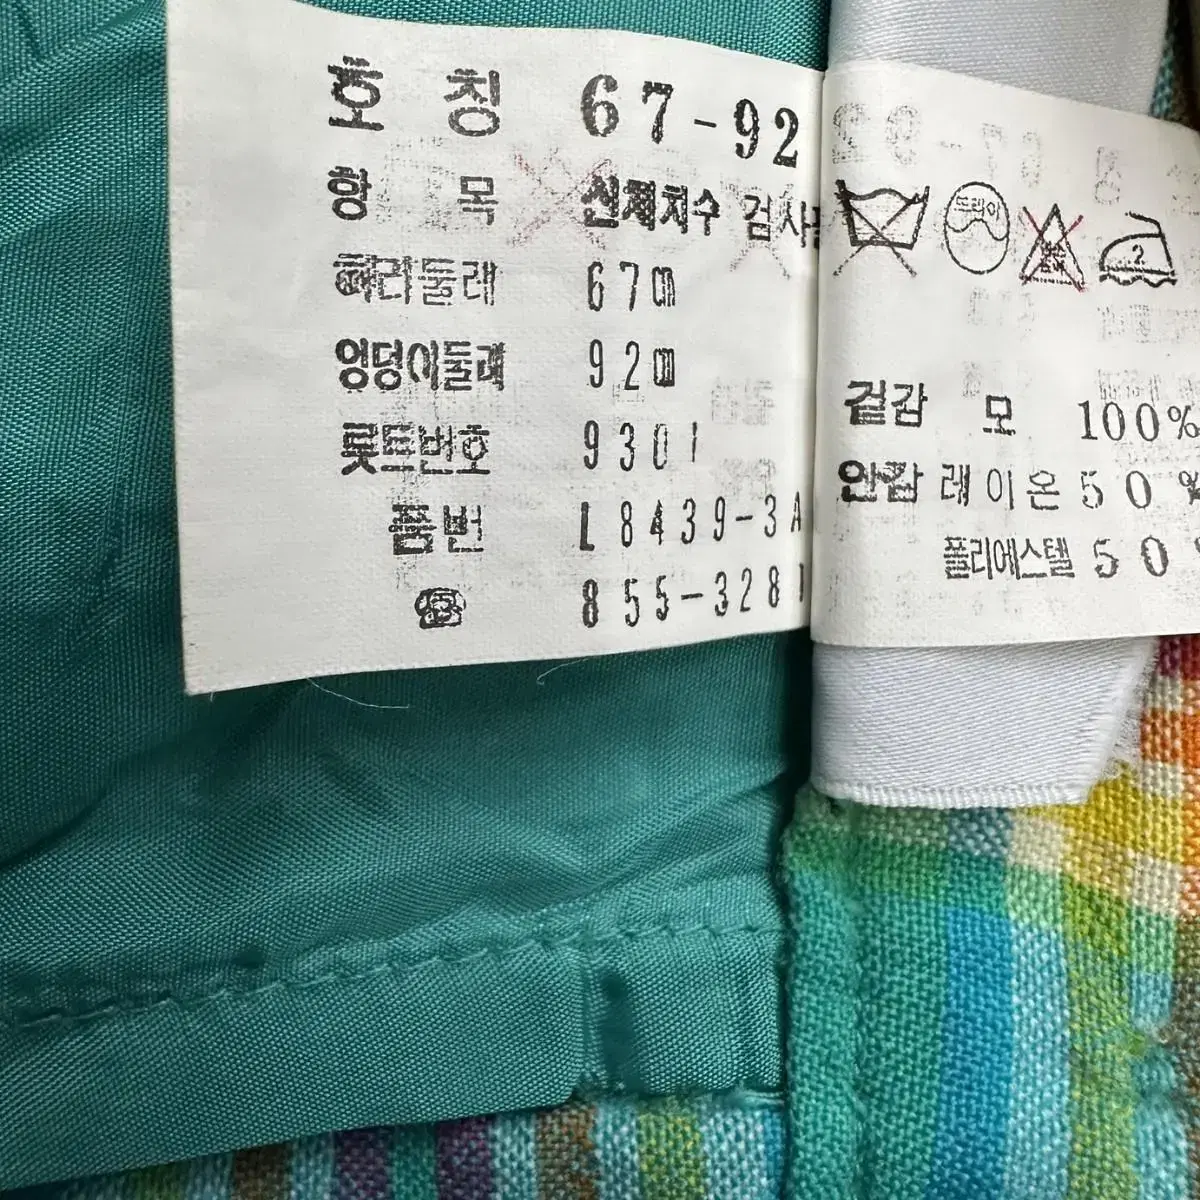 호 칭 67-92
항 목 신체치수 검사
허리둘레 67㎝
엉덩이둘레 92㎝
롯트번호 9301
품번 L8439-3A
☎ 855-3281
드라이
2
겉감 모 100%
안감 레이온 50%
폴리에스텔 50%